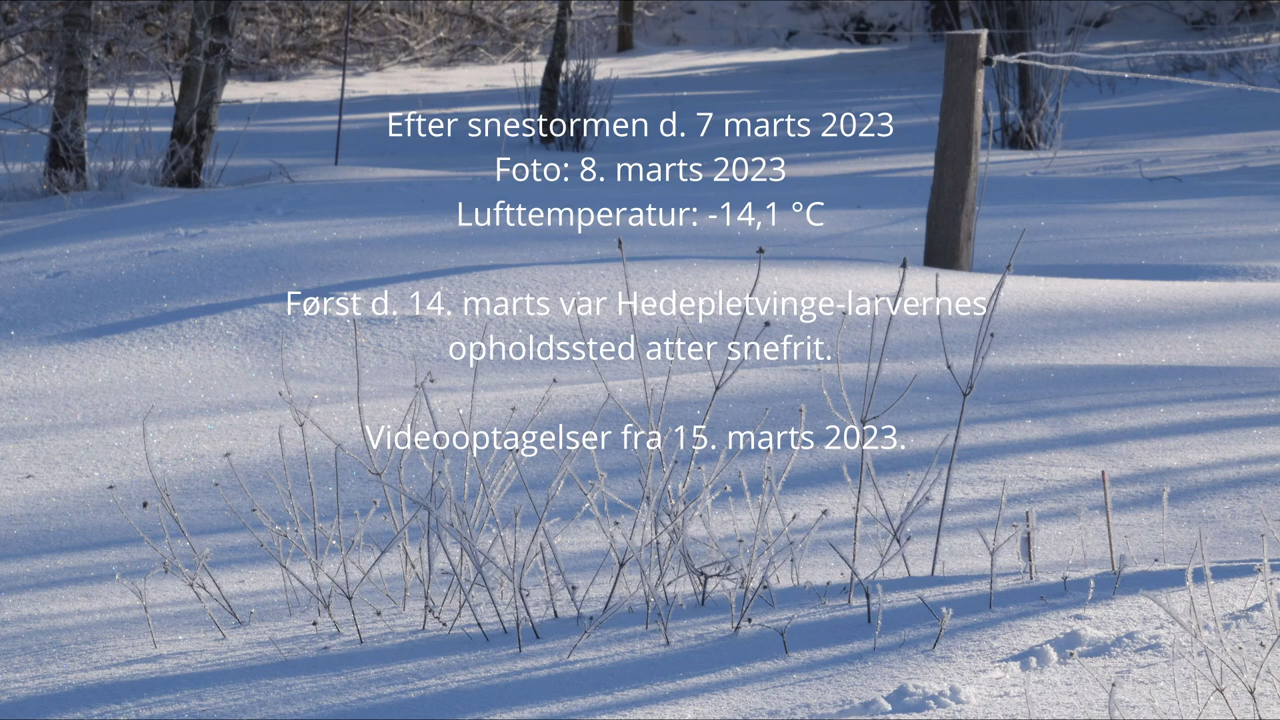 Efter snestormen d. 7 marts 2023
Foto: 8. marts 2023
Lufttemperatur: -14,1 °C
Først d. 14. marts var Hedepletvinge-larvernes
opholdssted atter snefrit.
Videooptagelser fra 15. marts 2023.